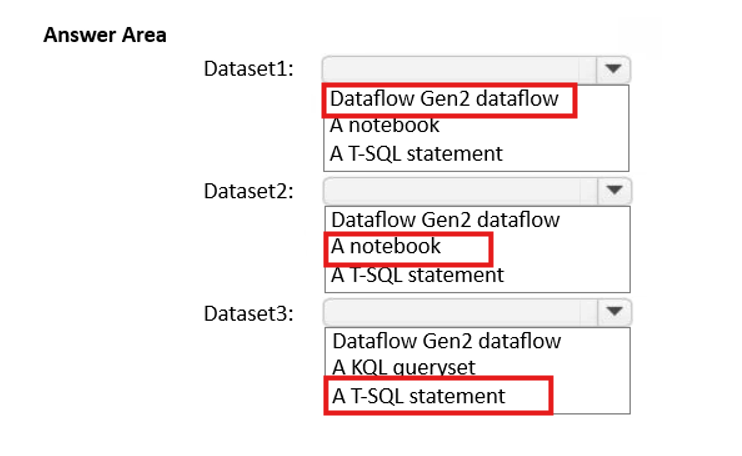 Answer Area
Dataset1:
Dataflow Gen2 dataflow
A notebook
A T-SQL statement
Dataset2:
Dataflow Gen2 dataflow
A notebook
A T-SQL statement
Dataset3:
Dataflow Gen2 dataflow
A KQL queryset
A T-SQL statement